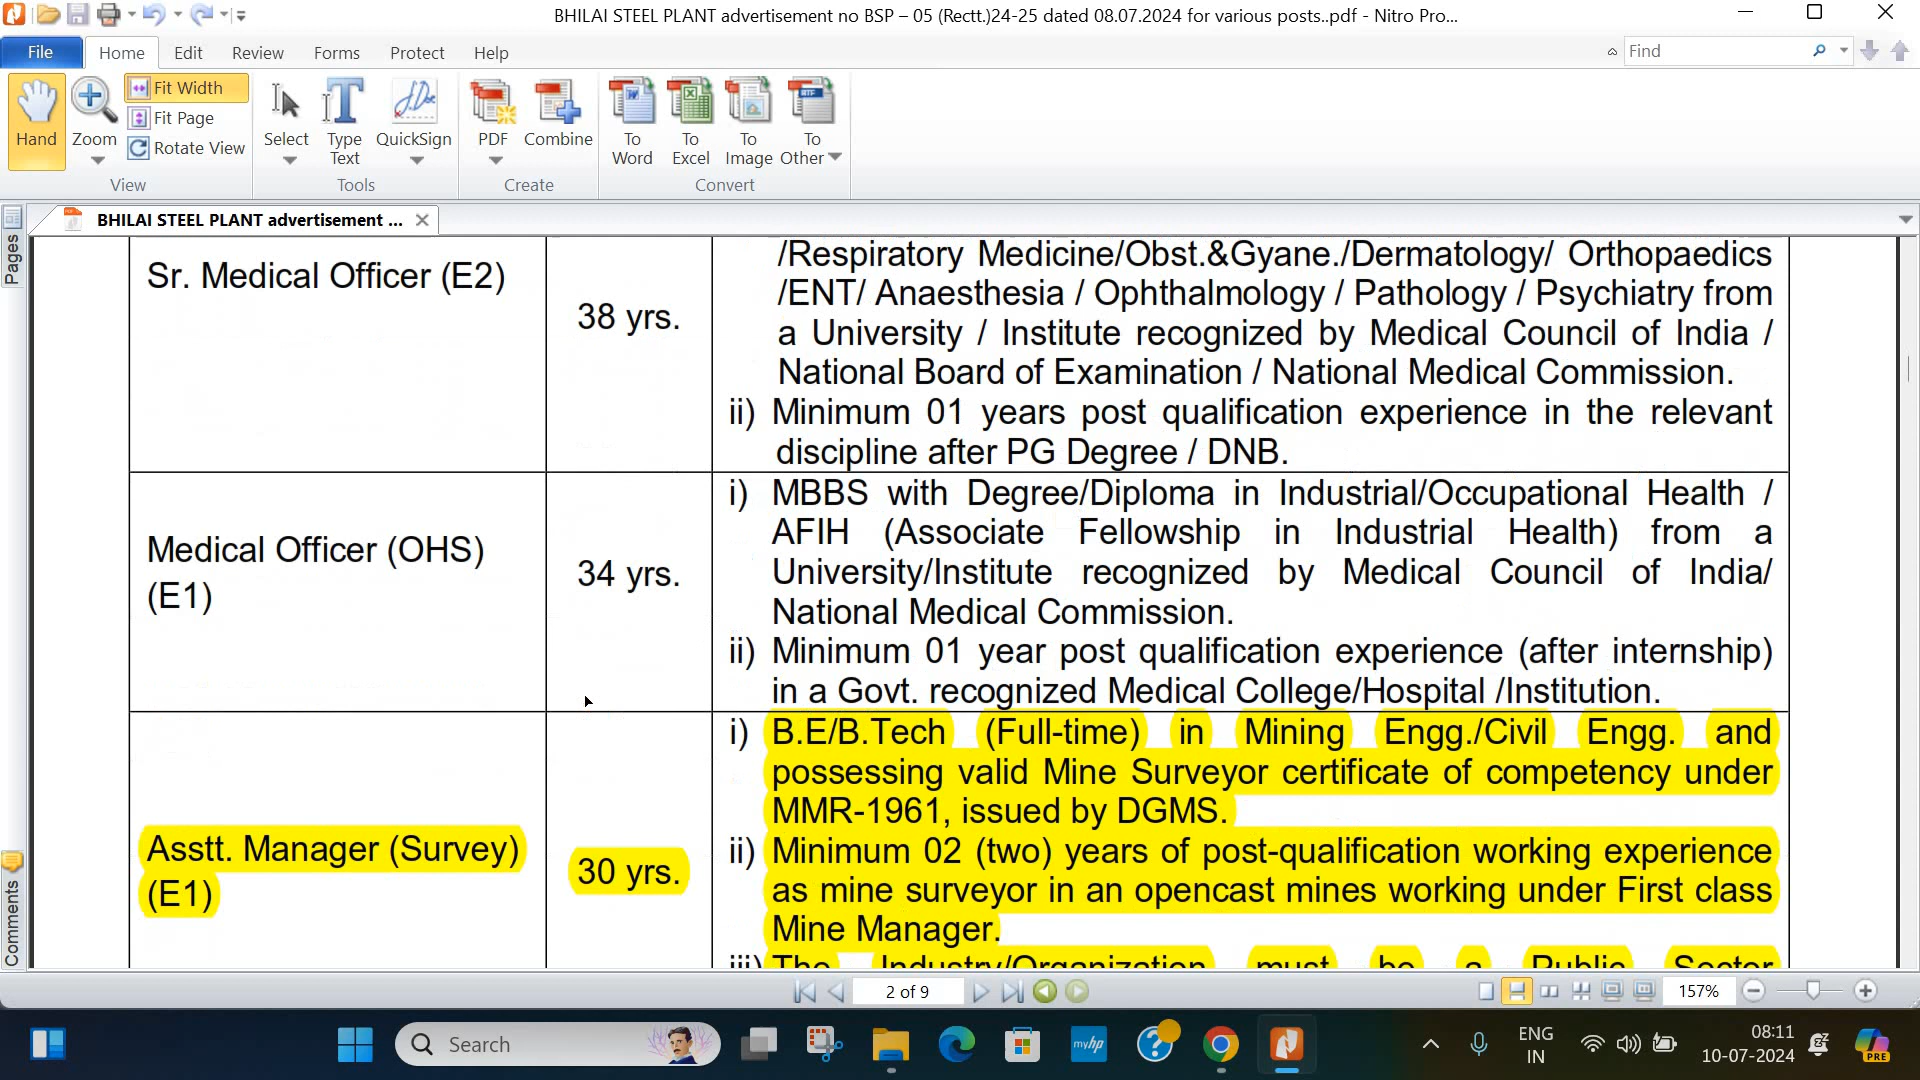 BHILAI STEEL PLANT advertisement no BSP – 05 (Rectt.)24-25 dated 08.07.2024 for various posts..pdf - Nitro Pro...
File Home Edit Review Forms Protect Help
Find
Hand
Zoom
Fit Width
Fit Page
Rotate View
View
Select
Type Text
QuickSign
Tools
PDF
Combine
Create
To Word
To Excel
To Image
To Other
Convert
BHILAI STEEL PLANT advertisement ...
Pages
Comments
Sr. Medical Officer (E2)
38 yrs.
/Respiratory Medicine/Obst.&Gyane./Dermatology/ Orthopaedics
/ENT/ Anaesthesia / Ophthalmology / Pathology / Psychiatry from
a University / Institute recognized by Medical Council of India /
National Board of Examination / National Medical Commission.
ii) Minimum 01 years post qualification experience in the relevant
discipline after PG Degree / DNB.
Medical Officer (OHS)
(E1)
34 yrs.
i) MBBS with Degree/Diploma in Industrial/Occupational Health /
AFIH (Associate Fellowship in Industrial Health) from a
University/Institute recognized by Medical Council of India/
National Medical Commission.
ii) Minimum 01 year post qualification experience (after internship)
in a Govt. recognized Medical College/Hospital /Institution.
Asstt. Manager (Survey)
(E1)
30 yrs.
i) B.E/B.Tech (Full-time) in Mining Engg./Civil Engg. and
possessing valid Mine Surveyor certificate of competency under
MMR-1961, issued by DGMS.
ii) Minimum 02 (two) years of post-qualification working experience
as mine surveyor in an opencast mines working under First class
Mine Manager.
iii) The Industry/Organization must be a Public Sector
2 of 9
157%
Search
myhp
ENG
IN
08:11
10-07-2024
PRE